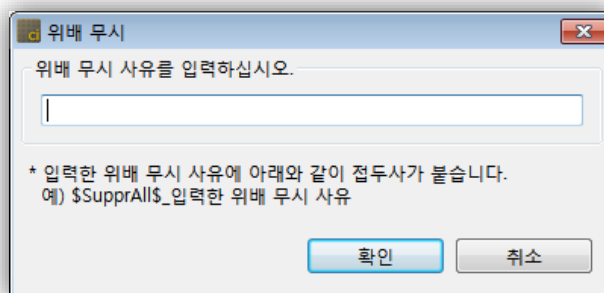 ci 위배 무시
위배 무시 사유를 입력하십시오.
* 입력한 위배 무시 사유에 아래와 같이 접두사가 붙습니다.
예) $SupprAll$_입력한 위배 무시 사유
확인 취소